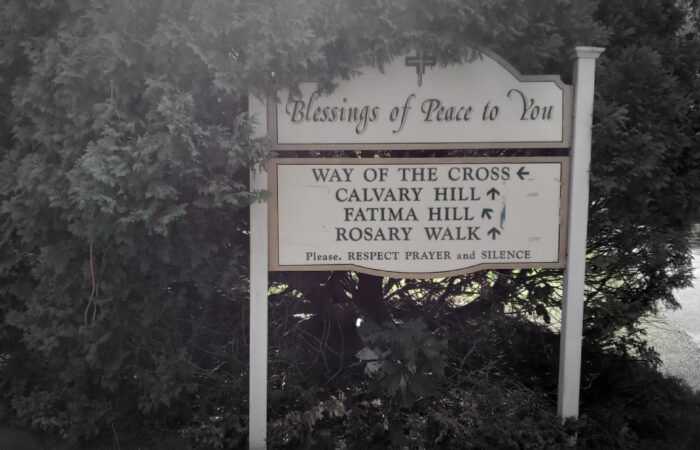 Blessings of Peace to You
WAY OF THE CROSS ←
CALVARY HILL ↑
FATIMA HILL ↖
ROSARY WALK ↑
Please. RESPECT PRAYER and SILENCE